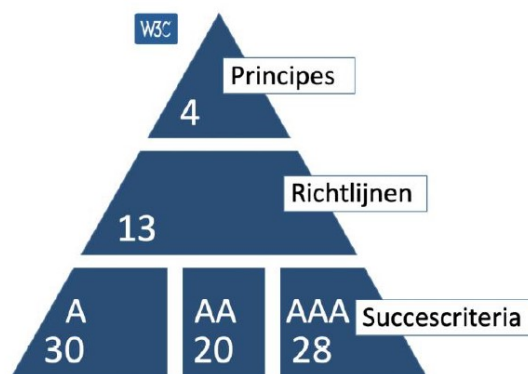 W3C
Principes
4
Richtlijnen
13
A AA AAA Succescriteria
30 20 28